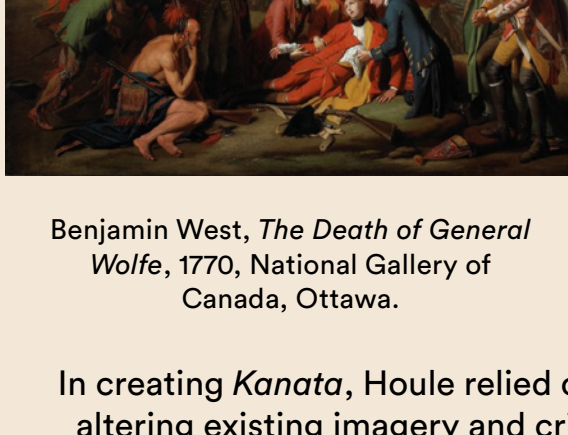 Benjamin West, The Death of General
Wolfe, 1770, National Gallery of
Canada, Ottawa.
In creating Kanata, Houle relied
altering existing imagery and